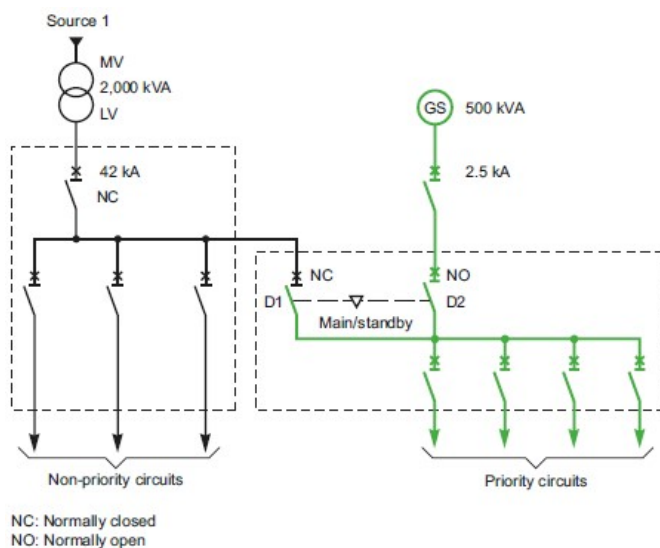 Source 1
MV
2,000 kVA
LV
GS
500 kVA
42 kA
NC
2.5 kA
NC
NO
D1
D2
Main/standby
Non-priority circuits
Priority circuits
NC: Normally closed
NO: Normally open